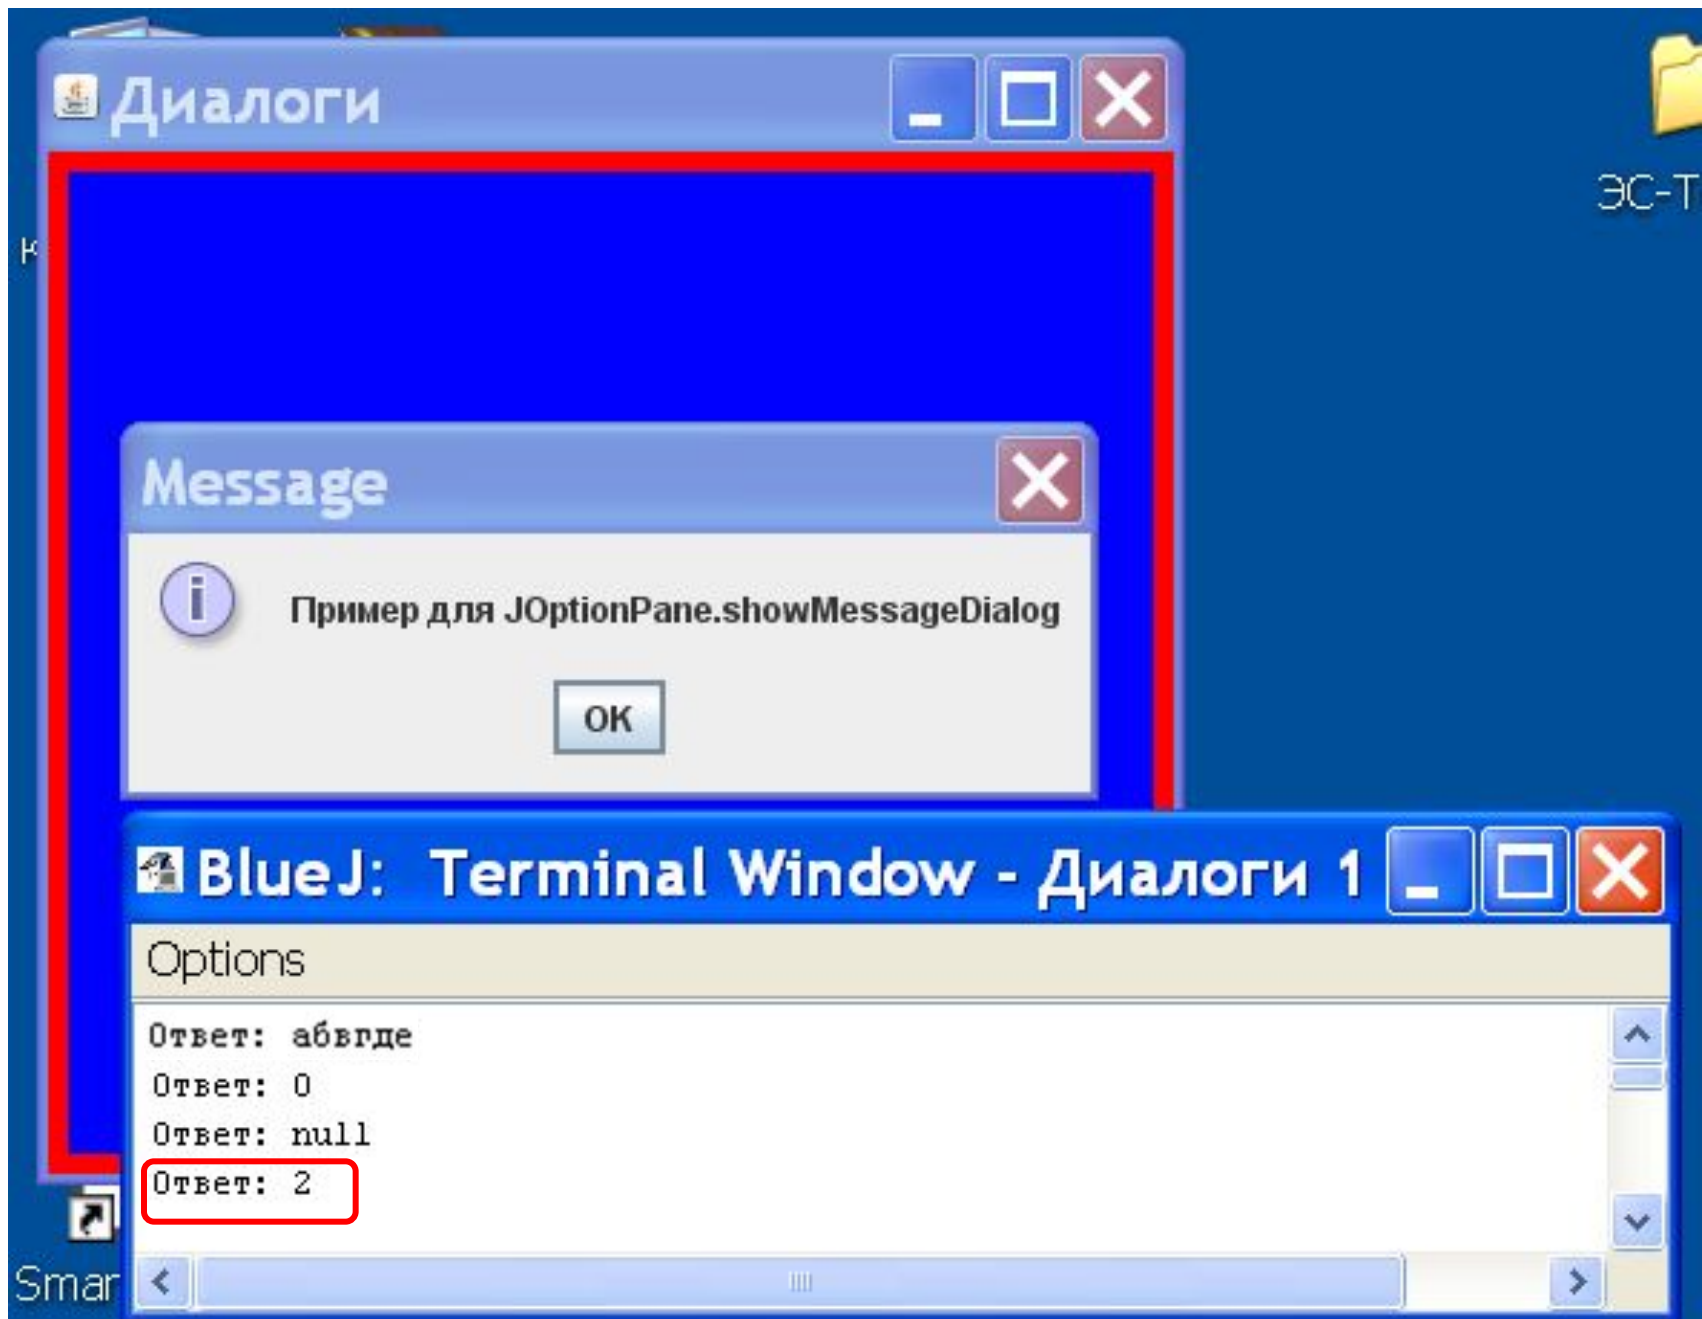 Диалоги
ЭС-Т
Message
Пример для JOptionPane.showMessageDialog
OK
BlueJ: Terminal Window - Диалоги 1
Options
Ответ: абвгде
Ответ: 0
Ответ: null
Ответ: 2
Smar